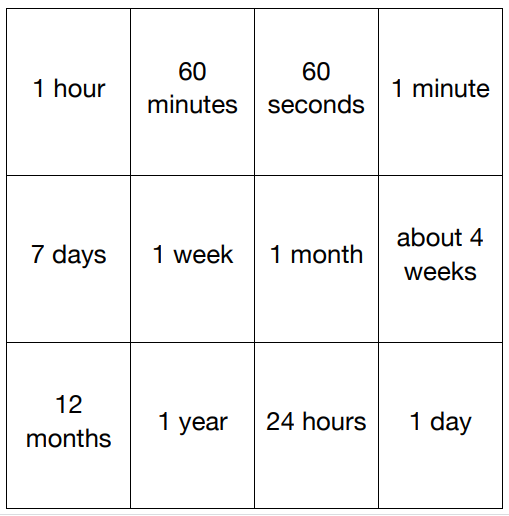 1 hour
60
minutes
60
seconds
1 minute
7 days
1 week
1 month
about 4
weeks
12
months
1 year
24 hours
1 day